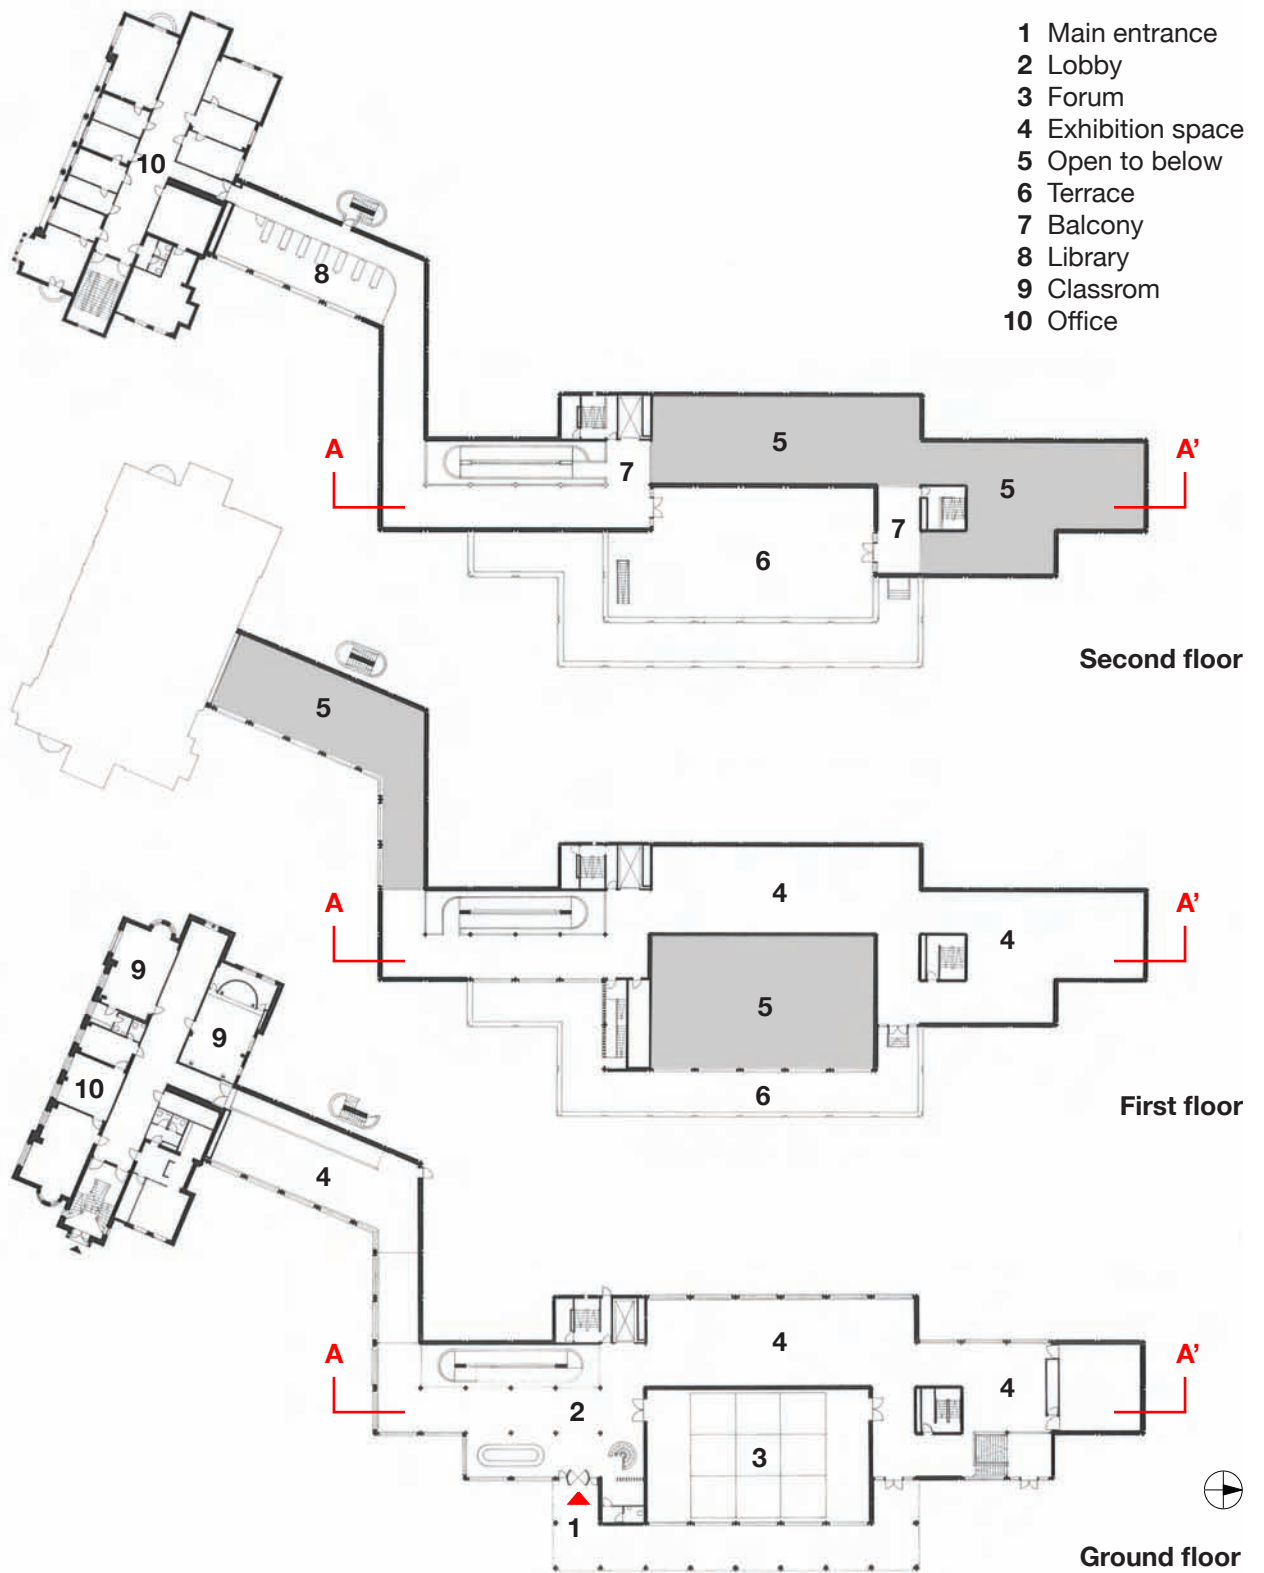 1 Main entrance
2 Lobby
3 Forum
4 Exhibition space
5 Open to below
6 Terrace
7 Balcony
8 Library
9 Classrom
10 Office
10
8
A
7
5
5
A'
7
6
Second floor
5
A
4
4
A'
5
6
First floor
9
9
10
4
A
4
4
A'
2
3
1
Ground floor